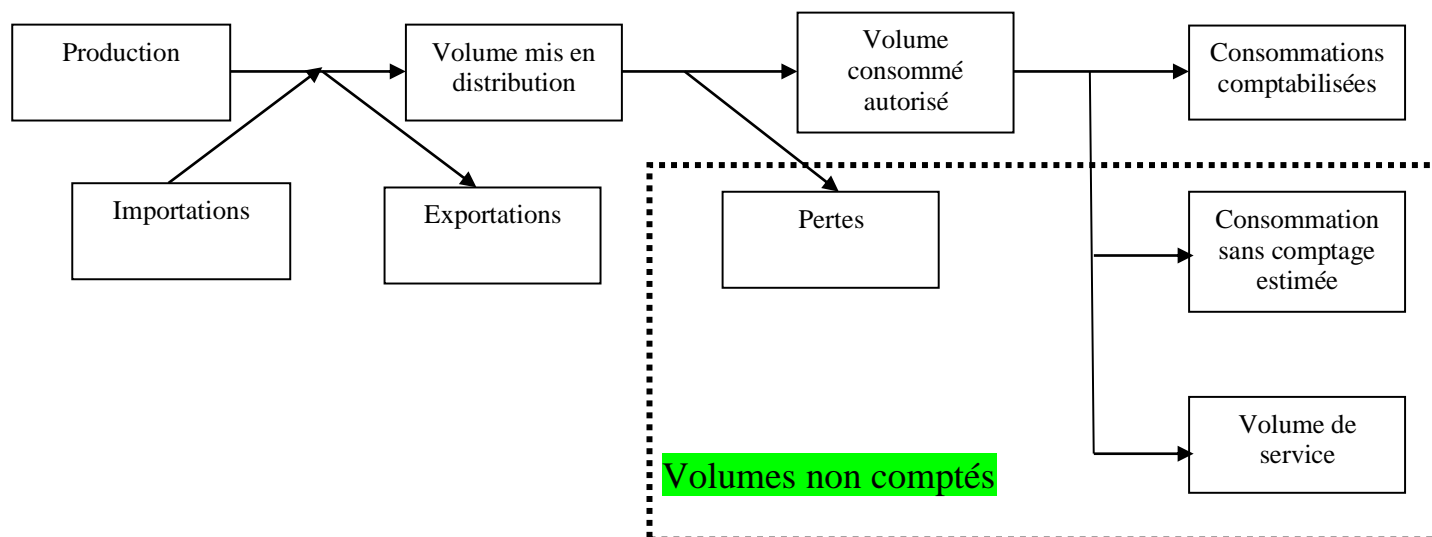 Production
Volume mis en
distribution
Volume
consommé
autorisé
Consommations
comptabilisées
Importations
Exportations
Pertes
Consommation
sans comptage
estimée
Volumes non comptés
Volume de
service